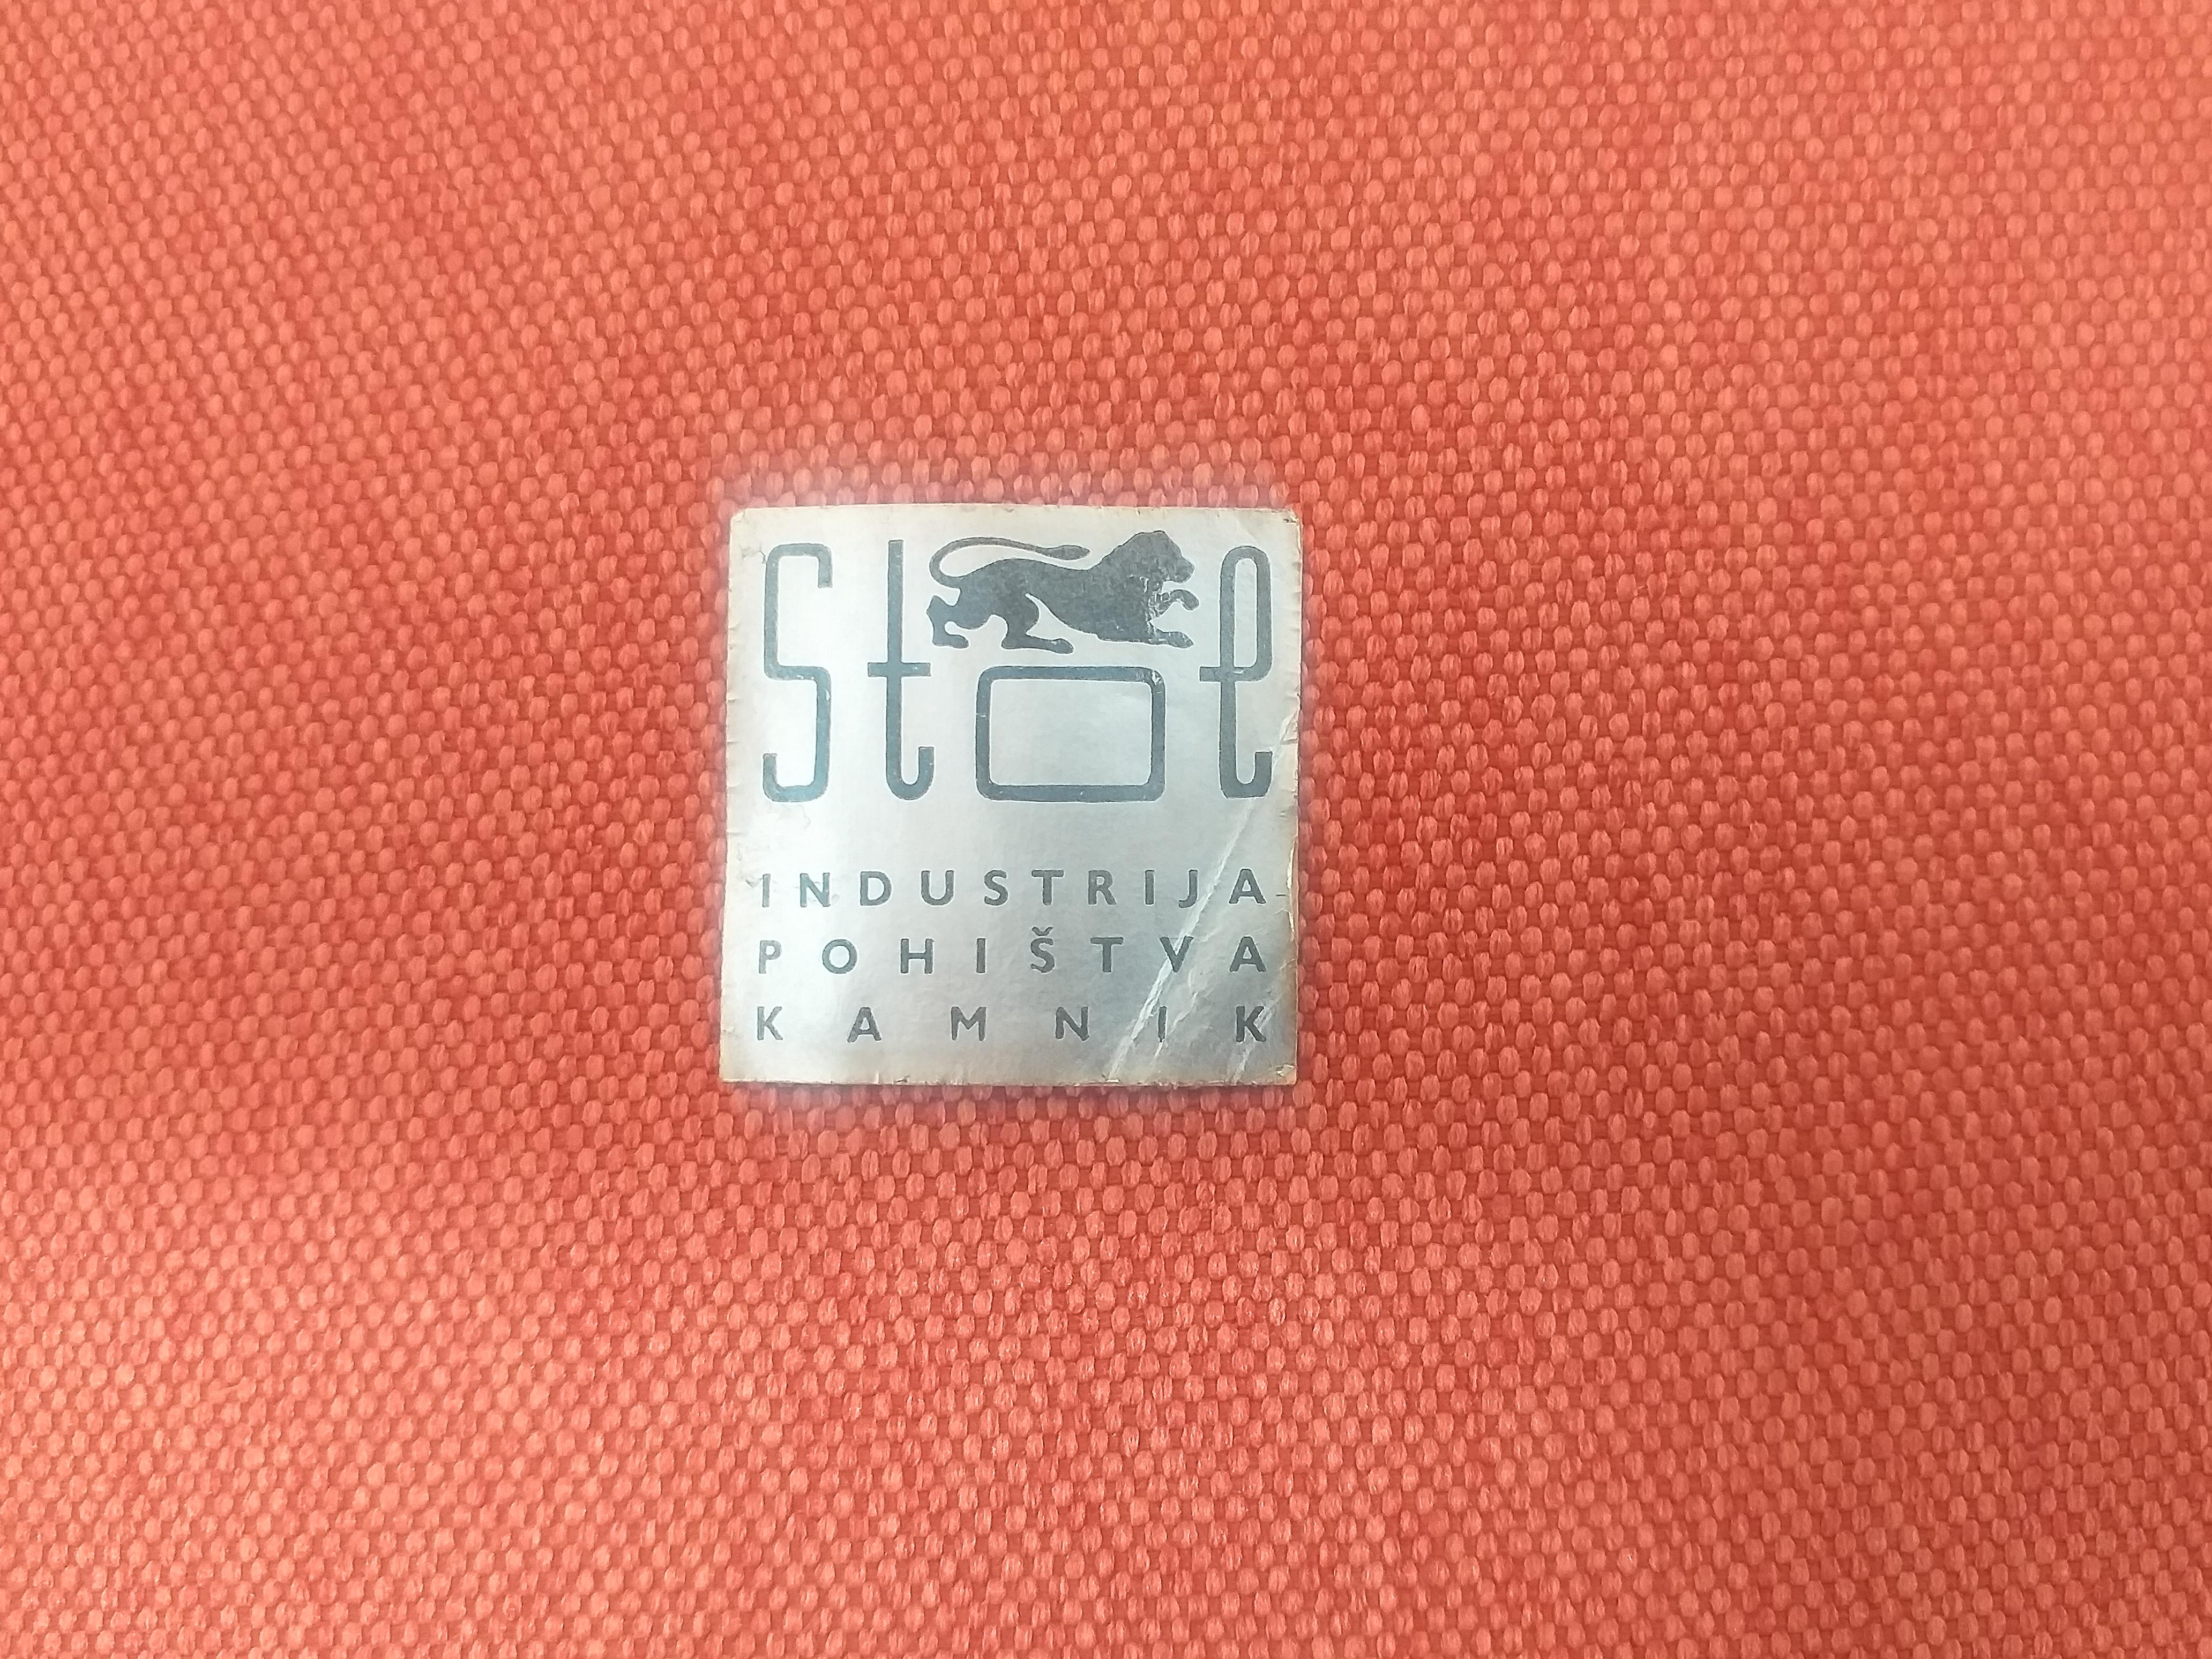 Stol
INDUSTRIJA
POHIŠTVA
KAMNIK